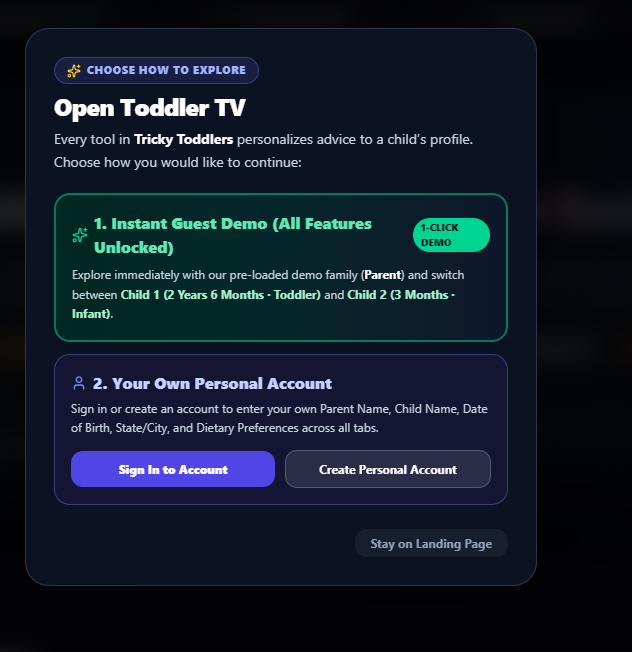 CHOOSE HOW TO EXPLORE
Open Toddler TV
Every tool in Tricky Toddlers personalizes advice to a child's profile.
Choose how you would like to continue:
1. Instant Guest Demo (All Features
Unlocked)
1-CLICK
DEMO
Explore immediately with our pre-loaded demo family (Parent) and switch
between Child 1 (2 Years 6 Months · Toddler) and Child 2 (3 Months ·
Infant).
2. Your Own Personal Account
Sign in or create an account to enter your own Parent Name, Child Name, Date
of Birth, State/City, and Dietary Preferences across all tabs.
Sign In to Account
Create Personal Account
Stay on Landing Page